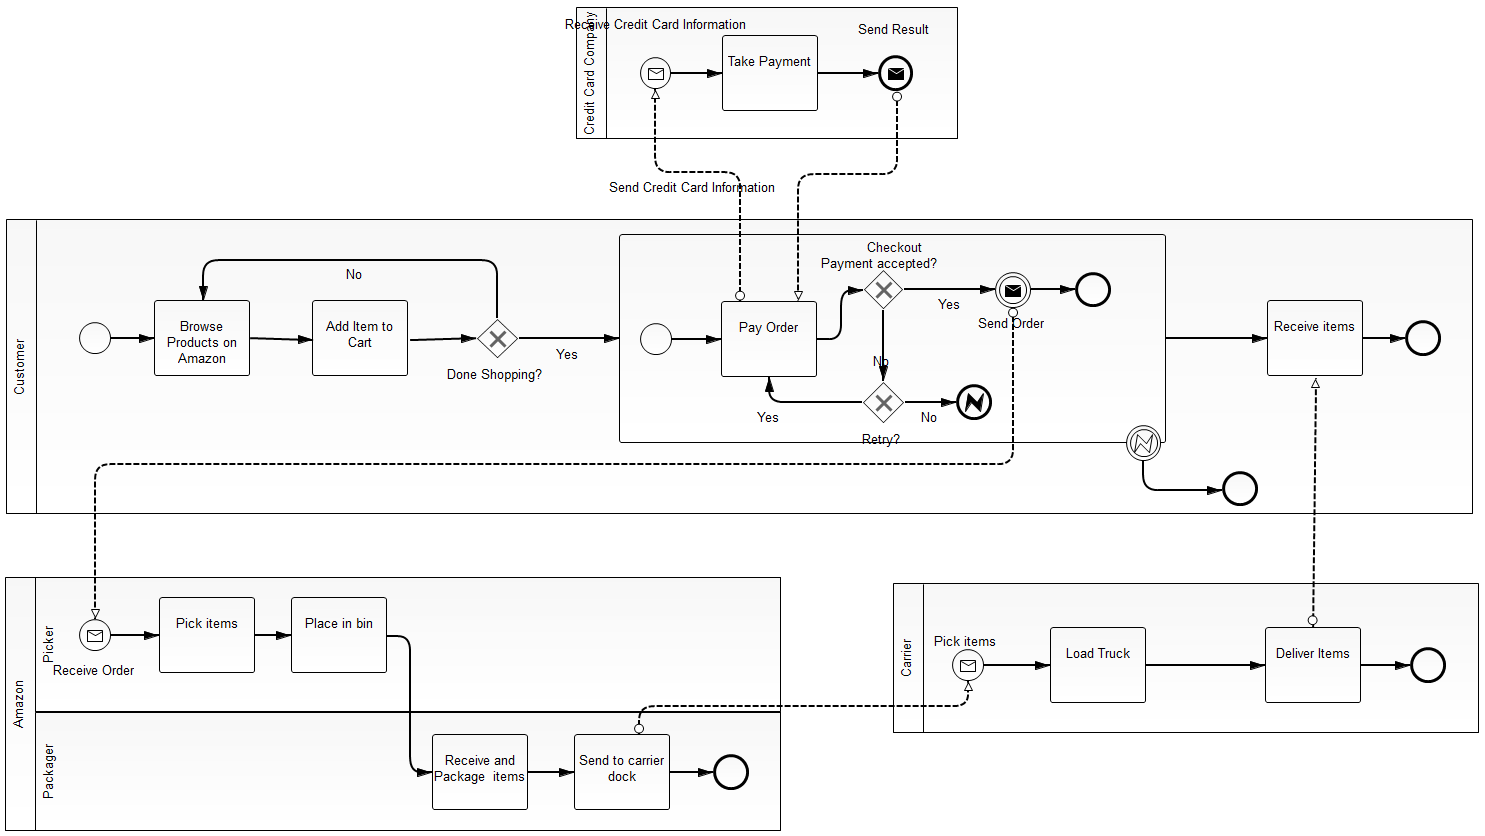 Receive Credit Card Information
Send Result
Credit Card Company
Take Payment
Send Credit Card Information
Customer
No
Browse
Products on
Amazon
Add Item to
Cart
Done Shopping?
Yes
Checkout
Payment accepted?
Pay Order
Yes
Send Order
No
Yes
No
Retry?
Receive items
Amazon
Picker
Receive Order
Pick items
Place in bin
Packager
Receive and
Package  items
Send to carrier
dock
Carrier
Pick items
Load Truck
Deliver Items